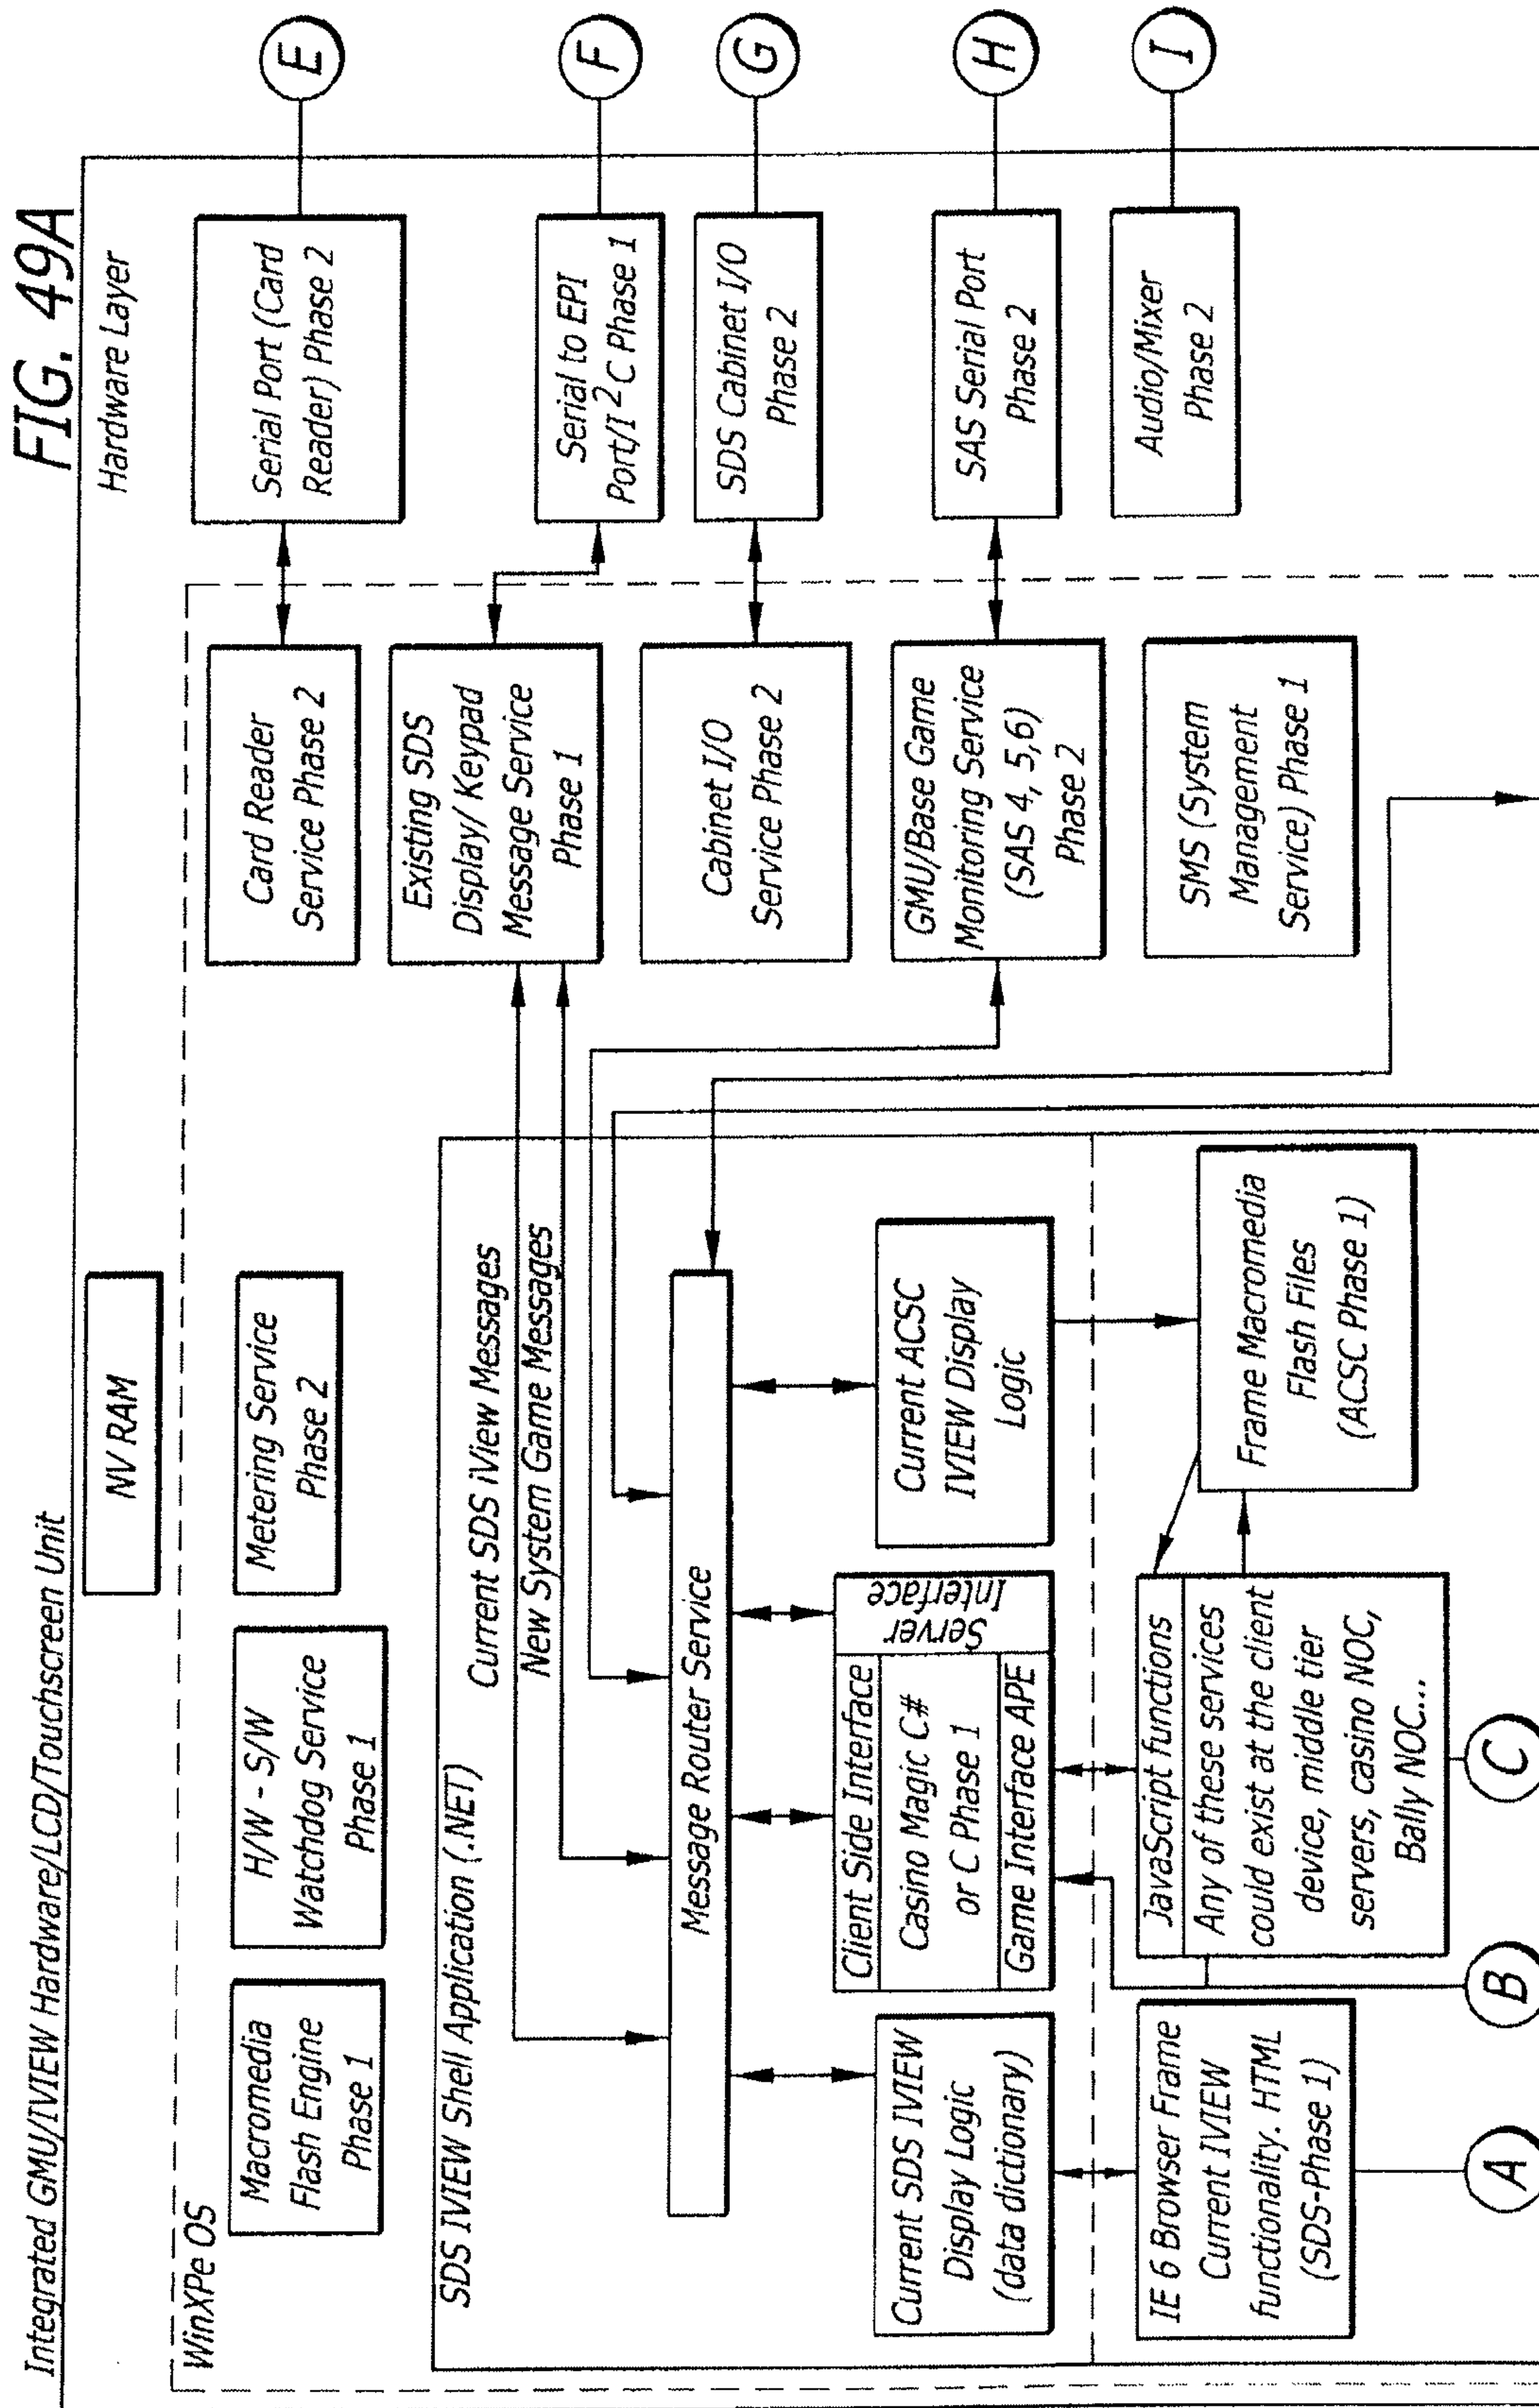 FIG. 49A
Integrated GMU/IVIEW Hardware/LCD/Touchscreen Unit
Hardware Layer
NV RAM
WinXPe OS
Macromedia
Flash Engine
Phase 1
H/W - S/W
Watchdog Service
Phase 1
Metering Service
Phase 2
Card Reader
Service Phase 2
Serial Port (Card
Reader) Phase 2
E
Existing SDS
Display/ Keypad
Message Service
Phase 1
Serial to EPI
Port/I²C Phase 1
F
Cabinet I/O
Service Phase 2
SDS Cabinet I/O
Phase 2
G
GMU/Base Game
Monitoring Service
(SAS 4, 5,6)
Phase 2
SAS Serial Port
Phase 2
H
SMS (System
Management
Service) Phase 1
Audio/Mixer
Phase 2
I
SDS IVIEW Shell Application (.NET)
Current SDS iView Messages
New System Game Messages
Message Router Service
Current SDS IVIEW
Display Logic
(data dictionary)
Client Side Interface
Casino Magic C#
or C Phase 1
Game Interface APE
Server
Interface
Current ACSC
IVIEW Display
Logic
IE 6 Browser Frame
Current IVIEW
functionality. HTML
(SDS-Phase 1)
JavaScript functions
Any of these services
could exist at the client
device, middle tier
servers, casino NOC,
Bally NOC...
Frame Macromedia
Flash Files
(ACSC Phase 1)
A
B
C